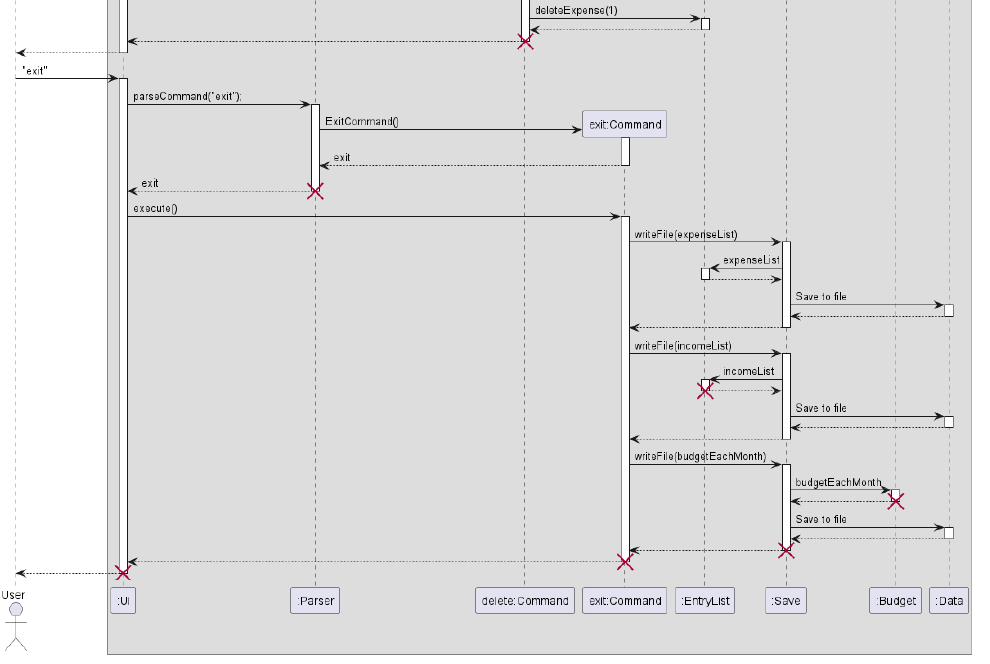 deleteExpense(1)
"exit"
parseCommand("exit");
ExitCommand()
exit:Command
exit
exit
execute()
writeFile(expenseList)
expenseList
Save to file
writeFile(incomeList)
incomeList
Save to file
writeFile(budgetEachMonth)
budgetEachMonth
Save to file
User
:Ui
:Parser
delete:Command
exit:Command
:EntryList
:Save
:Budget
:Data